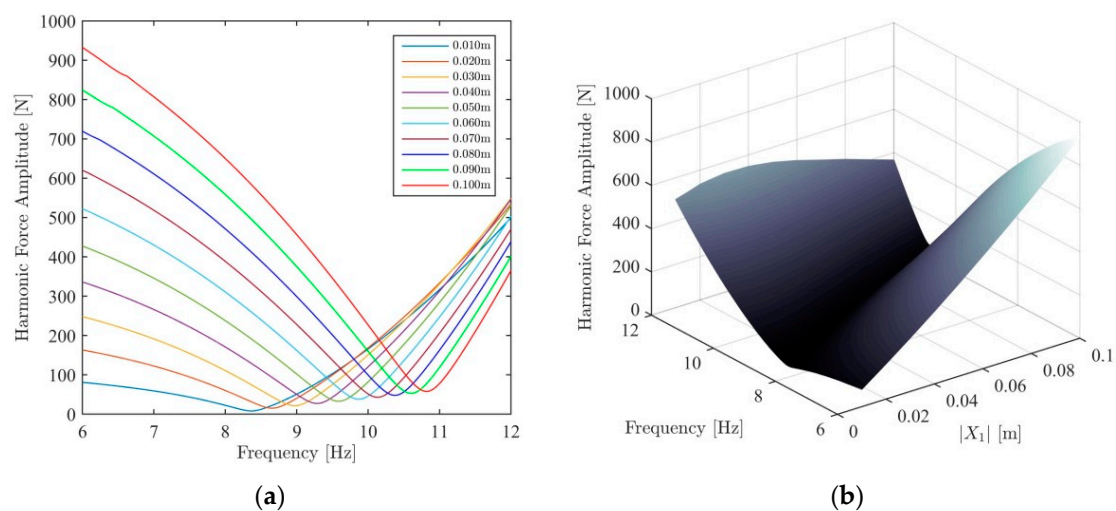 1000
900
800
700
600
500
400
300
200
100
0
Harmonic Force Amplitude [N]
6 7 8 9 10 11 12
Frequency [Hz]
0.010m
0.020m
0.030m
0.040m
0.050m
0.060m
0.070m
0.080m
0.090m
0.100m
(a)
1000
800
600
400
200
0
Harmonic Force Amplitude [N]
12
10
8
6
Frequency [Hz]
0
0.02
0.04
0.06
0.08
0.1
|X₁| [m]
(b)